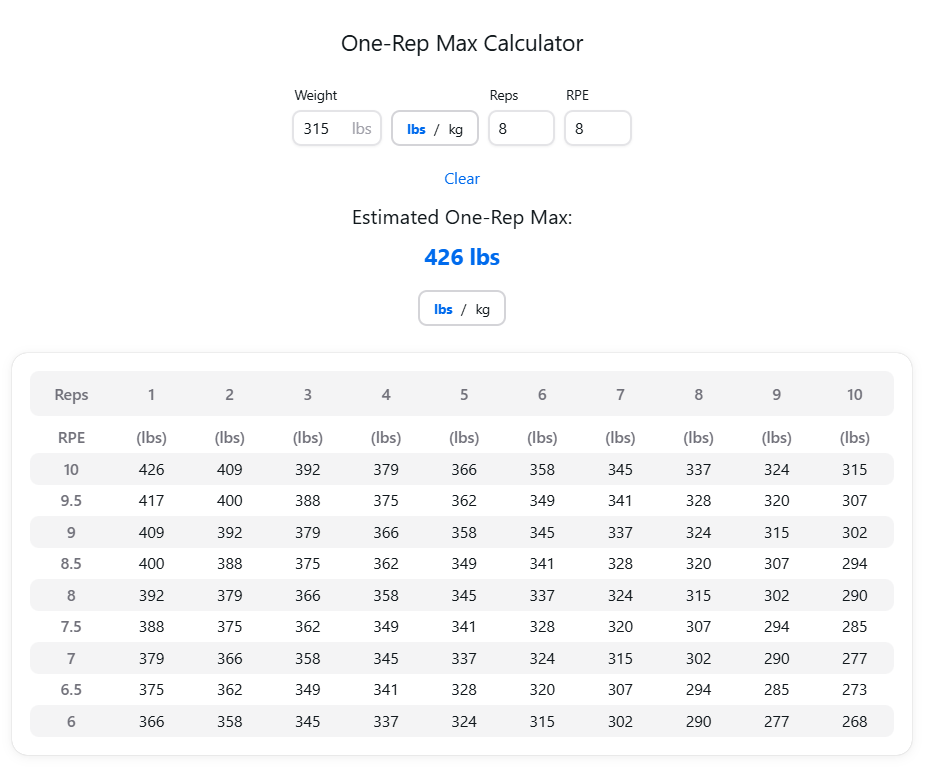 One-Rep Max Calculator
Weight Reps RPE
315 lbs lbs / kg 8 8
Clear
Estimated One-Rep Max:
426 lbs
lbs / kg
Reps 1 2 3 4 5 6 7 8 9 10
RPE (lbs) (lbs) (lbs) (lbs) (lbs) (lbs) (lbs) (lbs) (lbs) (lbs)
10 426 409 392 379 366 358 345 337 324 315
9.5 417 400 388 375 362 349 341 328 320 307
9 409 392 379 366 358 345 337 324 315 302
8.5 400 388 375 362 349 341 328 320 307 294
8 392 379 366 358 345 337 324 315 302 290
7.5 388 375 362 349 341 328 320 307 294 285
7 379 366 358 345 337 324 315 302 290 277
6.5 375 362 349 341 328 320 307 294 285 273
6 366 358 345 337 324 315 302 290 277 268